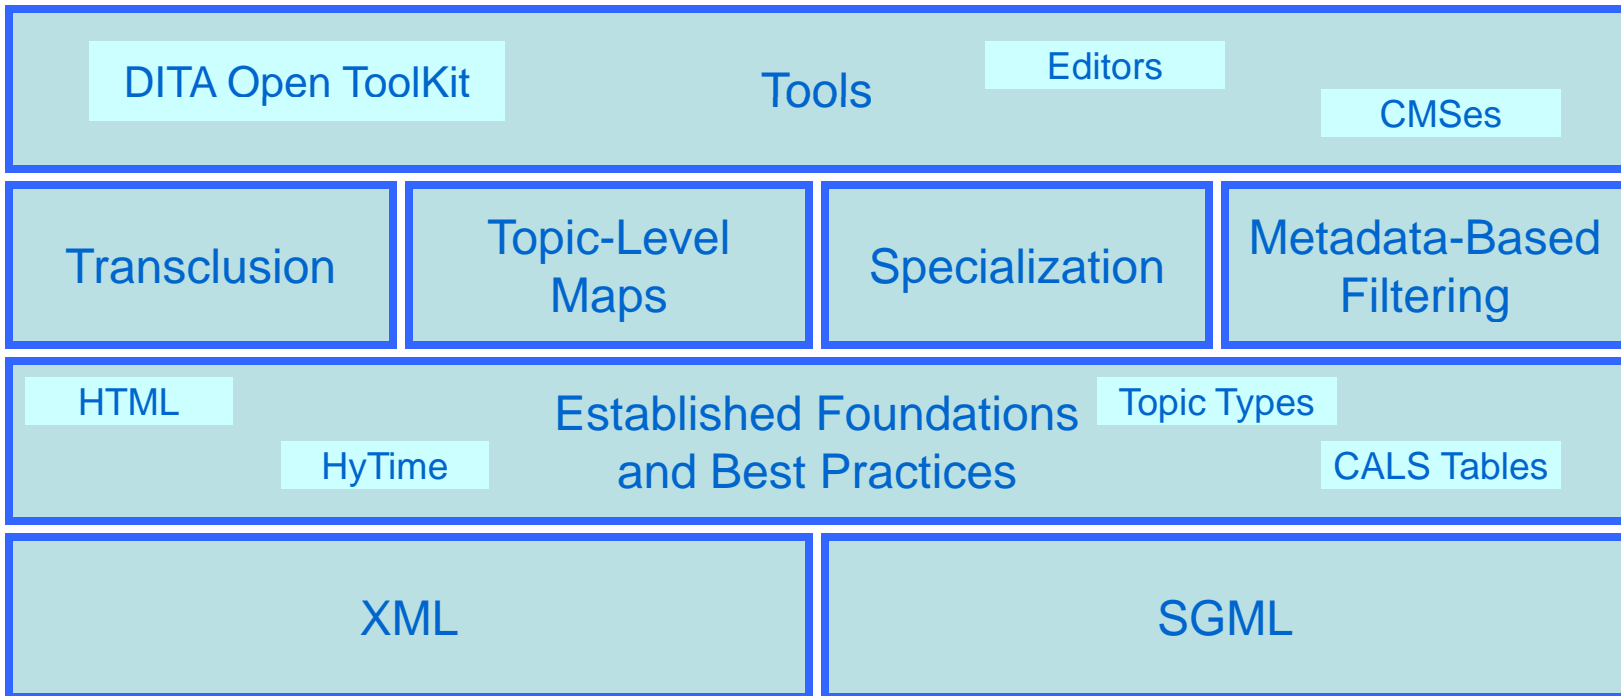 DITA Open ToolKit
Tools
Editors
CMSes
Transclusion
Topic-Level
Maps
Specialization
Metadata-Based
Filtering
HTML
HyTime
Established Foundations
and Best Practices
Topic Types
CALS Tables
XML
SGML